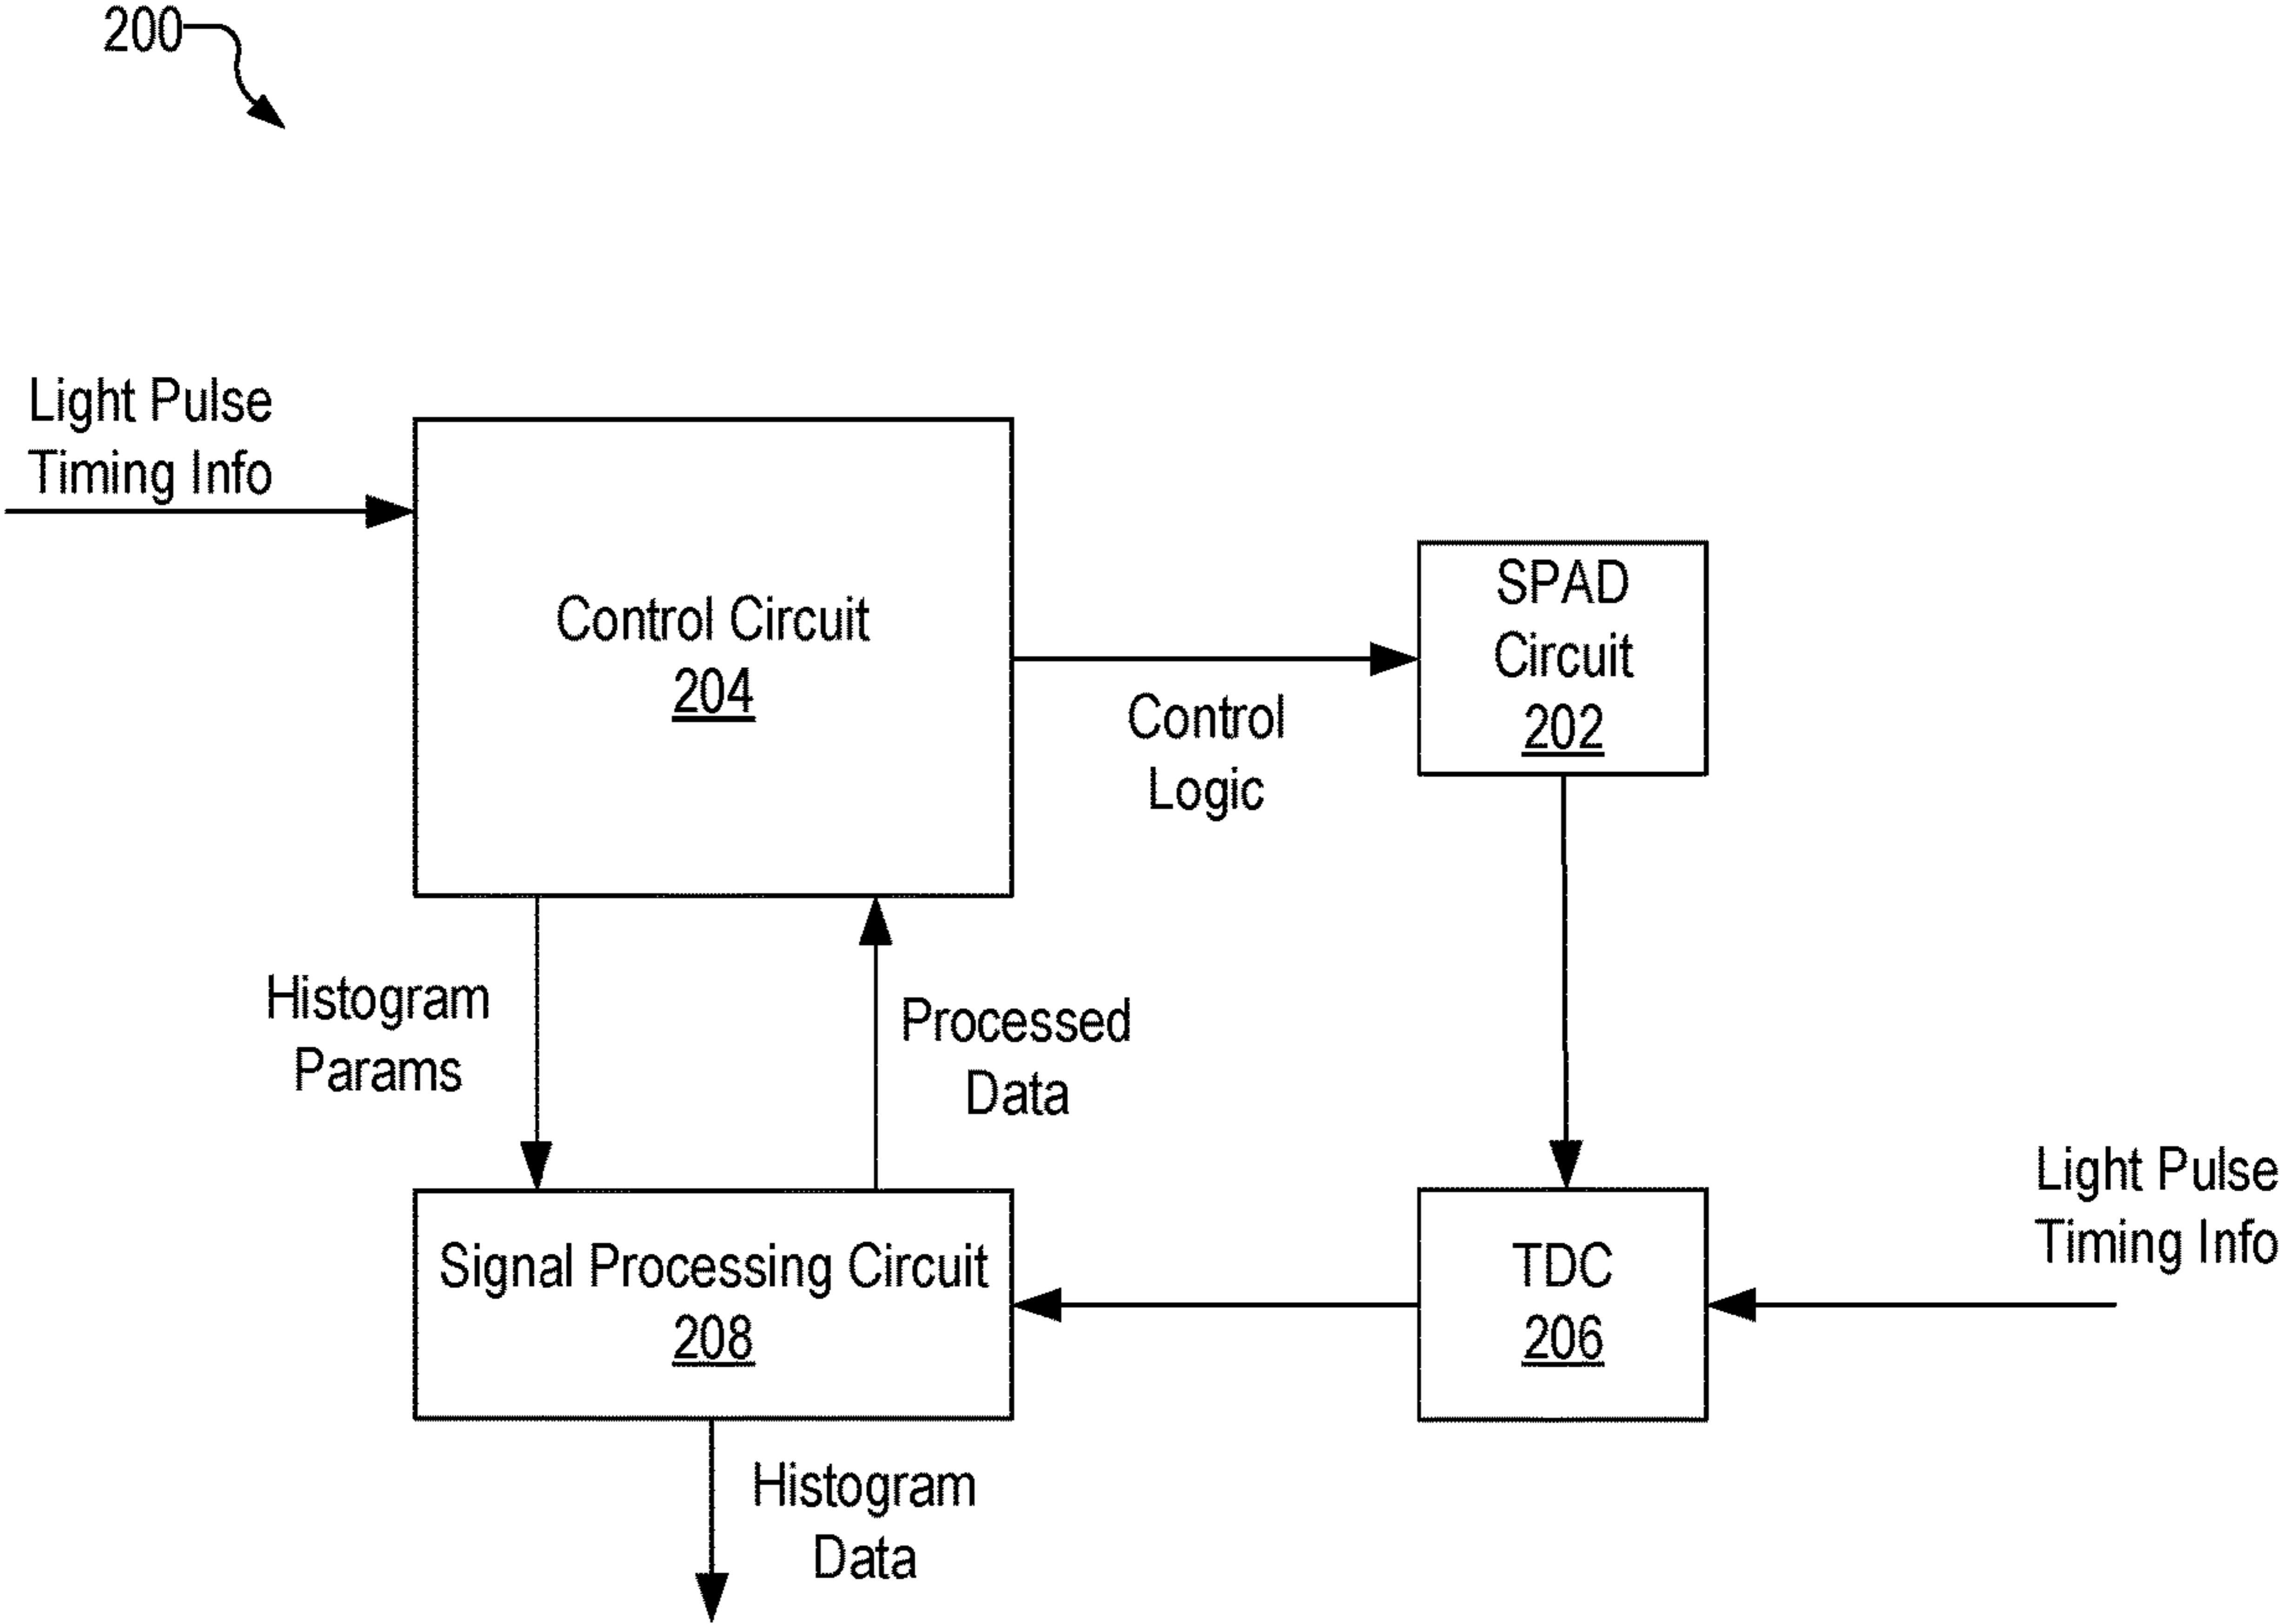 200
Light Pulse
Timing Info
Control Circuit
204
Control
Logic
SPAD
Circuit
202
Histogram
Params
Processed
Data
Signal Processing Circuit
208
TDC
206
Light Pulse
Timing Info
Histogram
Data